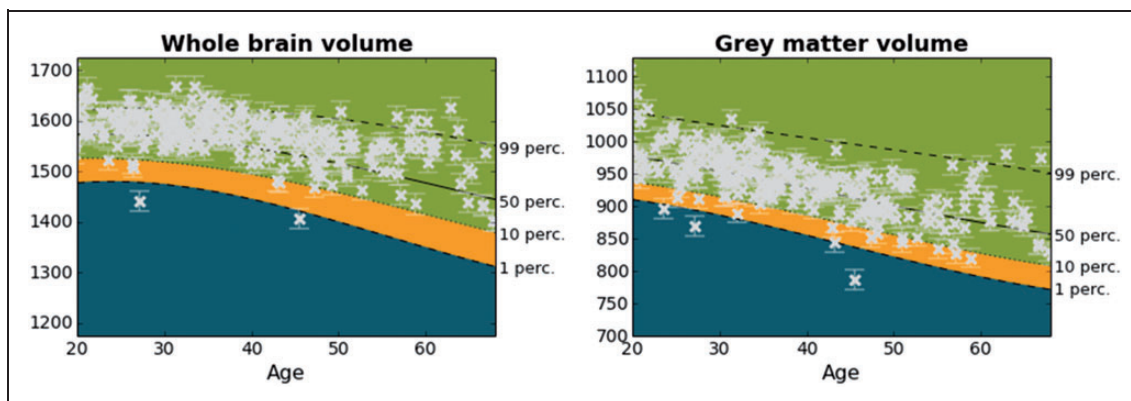 Whole brain volume
1700
1600
1500
1400
1300
1200
20 30 40 50 60
Age
99 perc.
50 perc.
10 perc.
1 perc.
Grey matter volume
1100
1050
1000
950
900
850
800
750
700
20 30 40 50 60
Age
99 perc.
50 perc.
10 perc.
1 perc.